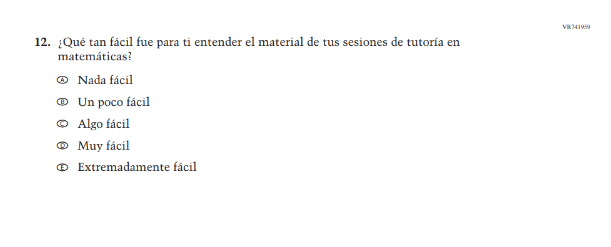 VR741959
12. ¿Qué tan fácil fue para ti entender el material de tus sesiones de tutoría en
matemáticas?
A Nada fácil
B Un poco fácil
C Algo fácil
D Muy fácil
E Extremadamente fácil